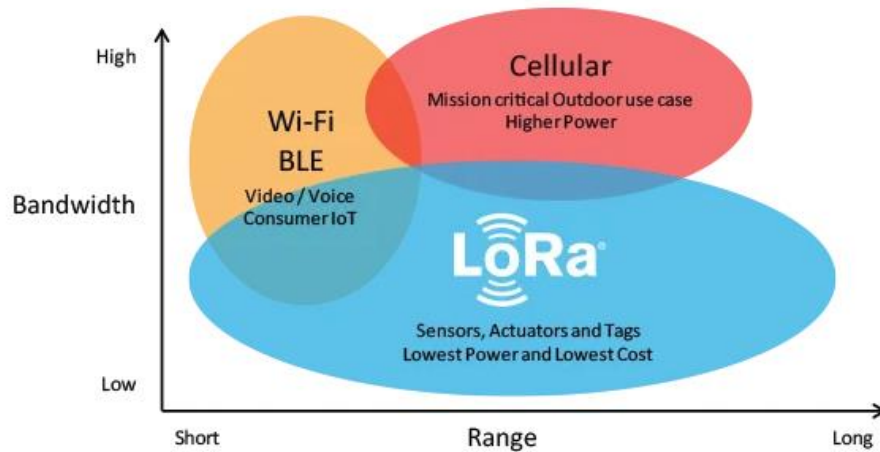 High
Cellular
Mission critical Outdoor use case
Higher Power
Wi-Fi
BLE
Video / Voice
Consumer IoT
Bandwidth
LoRa®
Sensors, Actuators and Tags
Lowest Power and Lowest Cost
Low
Short
Range
Long